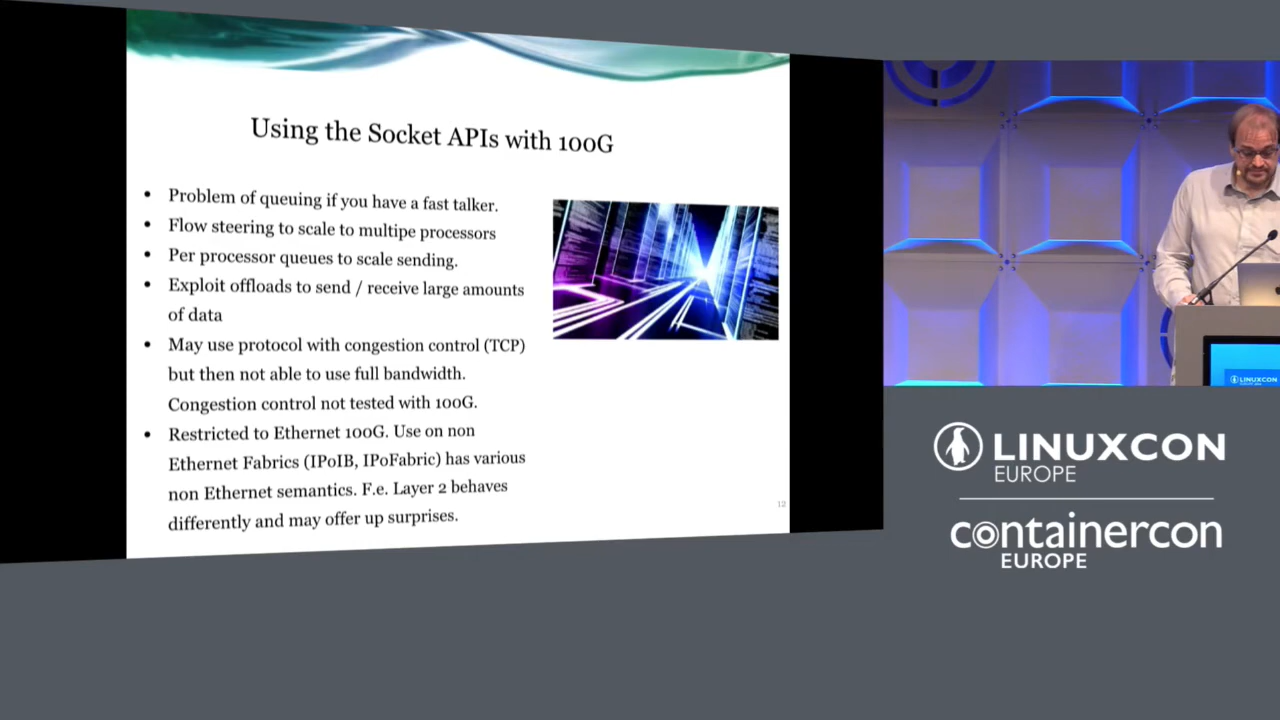 Using the Socket APIs with 100G
• Problem of queuing if you have a fast talker.
• Flow steering to scale to multipe processors
• Per processor queues to scale sending.
• Exploit offloads to send / receive large amounts
of data
• May use protocol with congestion control (TCP)
but then not able to use full bandwidth.
Congestion control not tested with 100G.
• Restricted to Ethernet 100G. Use on non
Ethernet Fabrics (IPoIB, IPoFabric) has various
non Ethernet semantics. F.e. Layer 2 behaves
differently and may offer up surprises.
12
LINUXCON
LINUXCON
EUROPE
containercon
EUROPE